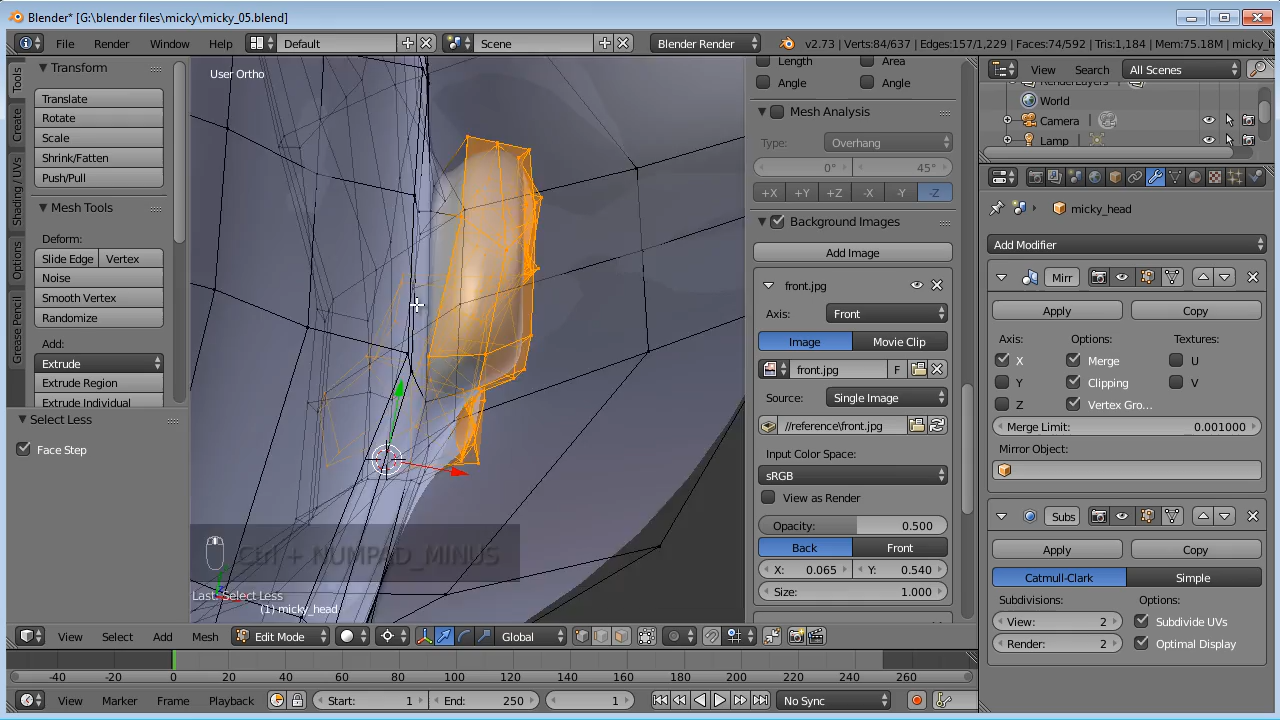 Blender* [G:\blender files\micky\micky_05.blend]
File Render Window Help Default Scene Blender Render v2.73 | Verts:84/637 | Edges:157/1,229 | Faces:74/592 | Tris:1,184 | Mem:75.18M | micky_h
Tools
Create
Shading / UVs
Options
Grease Pencil
Transform
Translate
Rotate
Scale
Shrink/Fatten
Push/Pull
Mesh Tools
Deform:
Slide Edge Vertex
Noise
Smooth Vertex
Randomize
Add:
Extrude
Extrude Region
Extrude Individual
Select Less
Face Step
User Ortho
Ctrl + NUMPAD_MINUS
Last: Select Less
(1) micky_head
Length Area
Angle Angle
Mesh Analysis
Type: Overhang
0° 45°
+X +Y +Z -X -Y -Z
Background Images
Add Image
front.jpg
Axis: Front
Image Movie Clip
front.jpg F
Source: Single Image
//reference\front.jpg
Input Color Space:
sRGB
View as Render
Opacity: 0.500
Back Front
X: 0.065 Y: 0.540
Size: 1.000
View Search All Scenes
RenderLayers
World
Camera
Lamp
micky_head
Add Modifier
Mirr
Apply Copy
Axis: Options: Textures:
X Merge U
Y Clipping V
Z Vertex Gro...
Merge Limit: 0.001000
Mirror Object:
Subs
Apply Copy
Catmull-Clark Simple
Subdivisions: Options:
View: 2 Subdivide UVs
Render: 2 Optimal Display
View Select Add Mesh Edit Mode Global
-40 -20 0 20 40 60 80 100 120 140 160 180 200 220 240 260
View Marker Frame Playback Start: 1 End: 250 1 No Sync